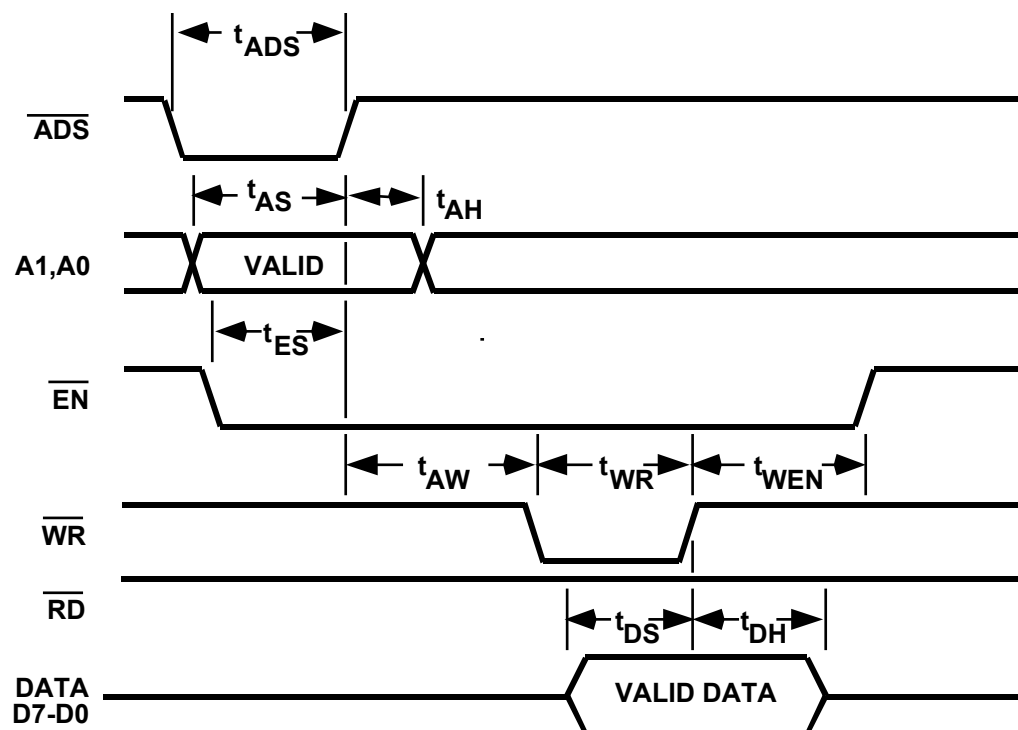 tADS
ADS
tAS
tAH
A1,A0
VALID
tES
EN
tAW
tWR
tWEN
WR
RD
tDS
tDH
DATA
D7-D0
VALID DATA